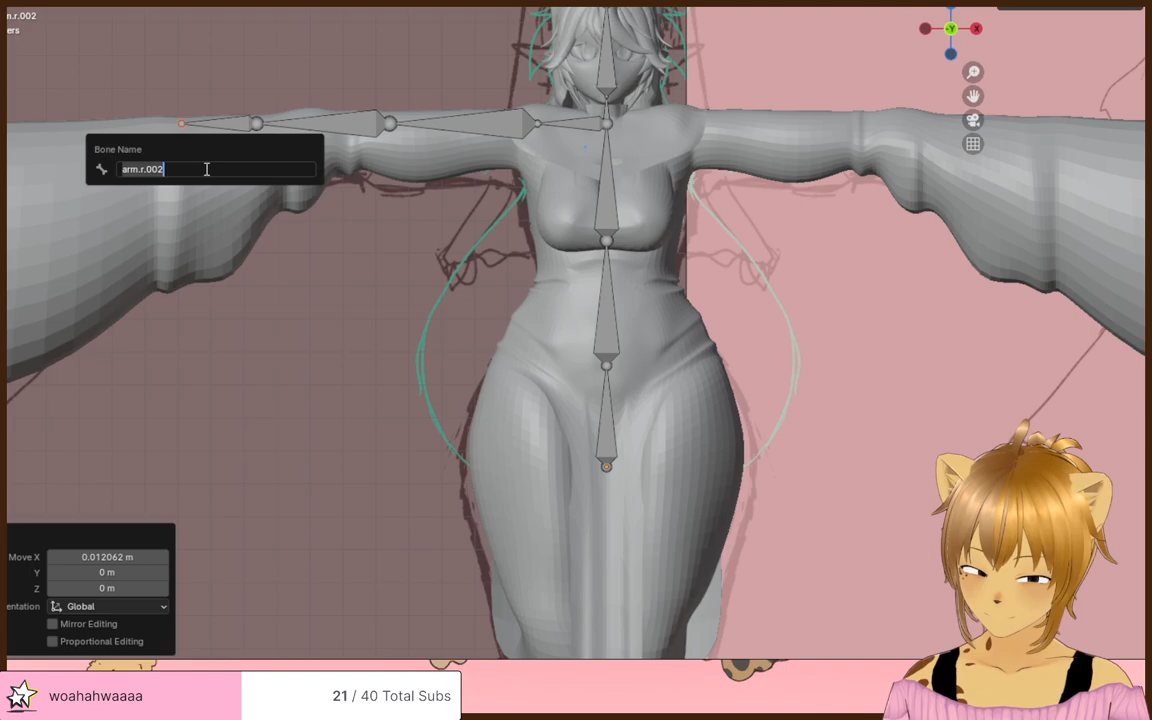 m.r.002
ers
X
Y
Bone Name
arm.r.002
Move X 0.012062 m
Y 0 m
Z 0 m
entation Global
Mirror Editing
Proportional Editing
woahahwaaaa 21 / 40 Total Subs